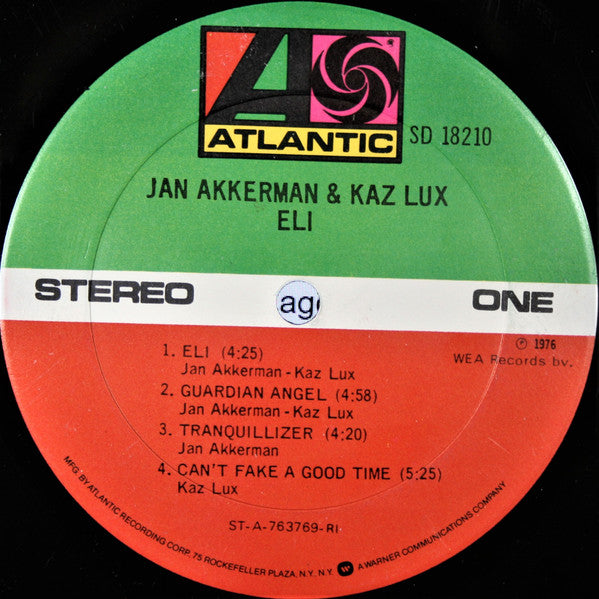 ATLANTIC
SD 18210
JAN AKKERMAN & KAZ LUX
ELI
STEREO
ag
ONE
℗ 1976
WEA Records bv.
1. ELI (4:25)
Jan Akkerman - Kaz Lux
2. GUARDIAN ANGEL (4:58)
Jan Akkerman - Kaz Lux
3. TRANQUILLIZER (4:20)
Jan Akkerman
4. CAN'T FAKE A GOOD TIME (5:25)
Kaz Lux
ST-A-763769-RI
MFG. BY ATLANTIC RECORDING CORP. 75 ROCKEFELLER PLAZA, N.Y. N.Y. A WARNER COMMUNICATIONS COMPANY